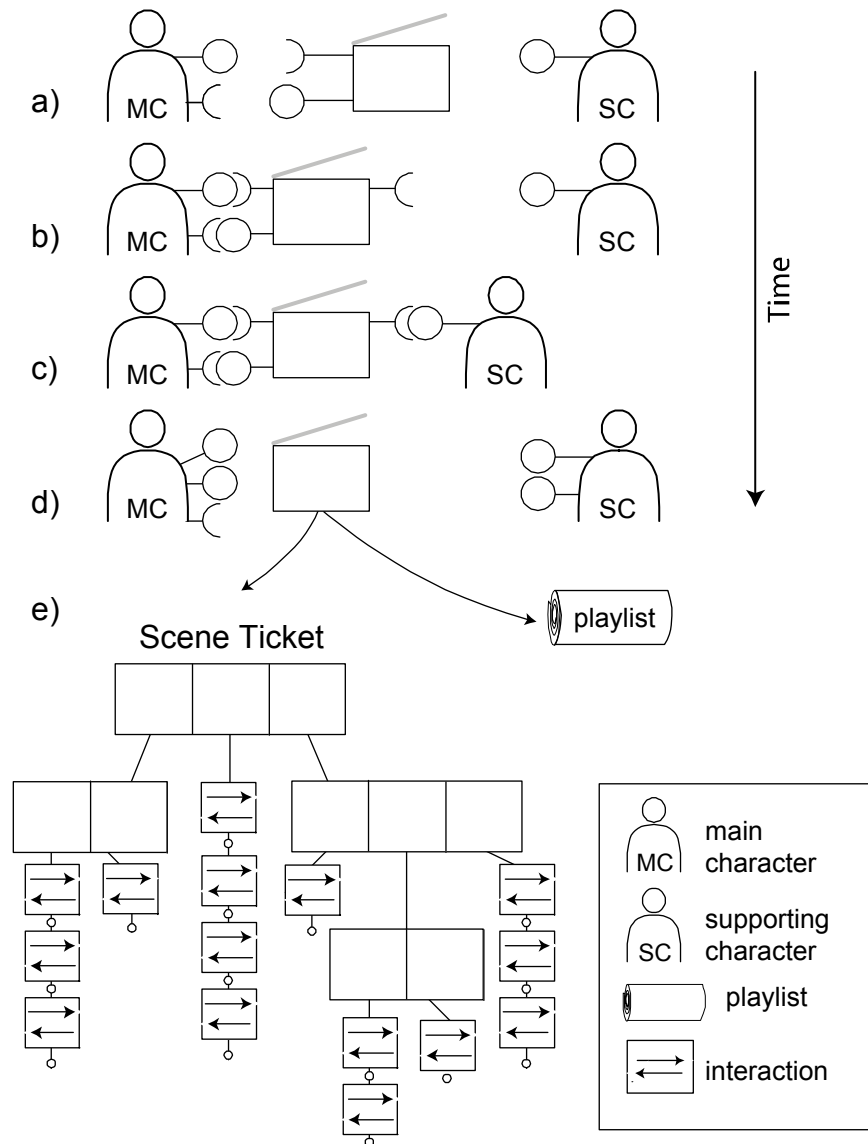 a)
MC
SC
b)
MC
SC
c)
MC
SC
d)
MC
SC
Time
e)
playlist
Scene Ticket
MC
main
character
SC
supporting
character
playlist
interaction